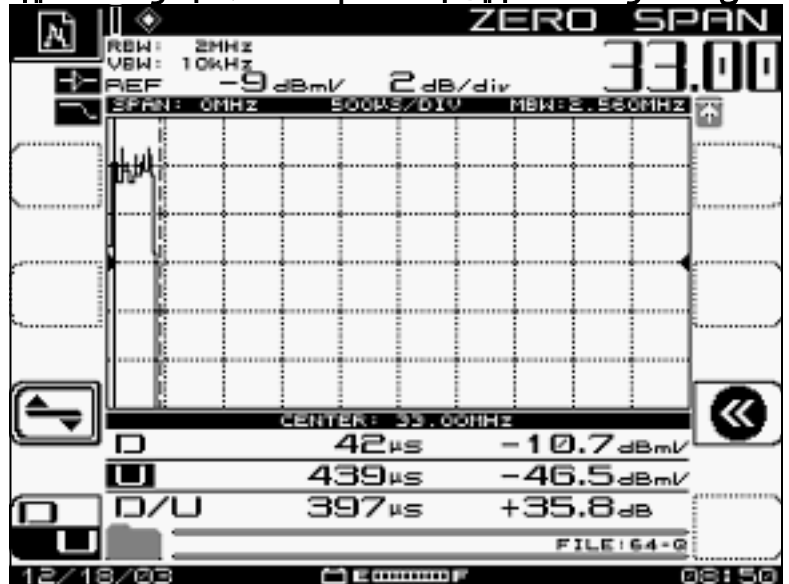 ZERO SPAN
N
RBW: 2MHz
VBW: 10kHz
33.00
REF -9 dBmV 2 dB/div
SPAN: 0MHz 500µS/DIV MBW:2.560MHz
CENTER: 33.00MHz
D 42µs -10.7dBmV
U 439µs -46.5dBmV
D/U 397µs +35.8dB
D
U
FILE:64-Q
12/18/03 E F 08:50